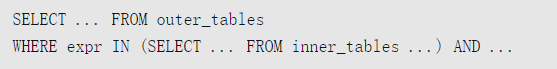 SELECT ... FROM outer_tables
WHERE expr IN (SELECT ... FROM inner_tables ...) AND ...